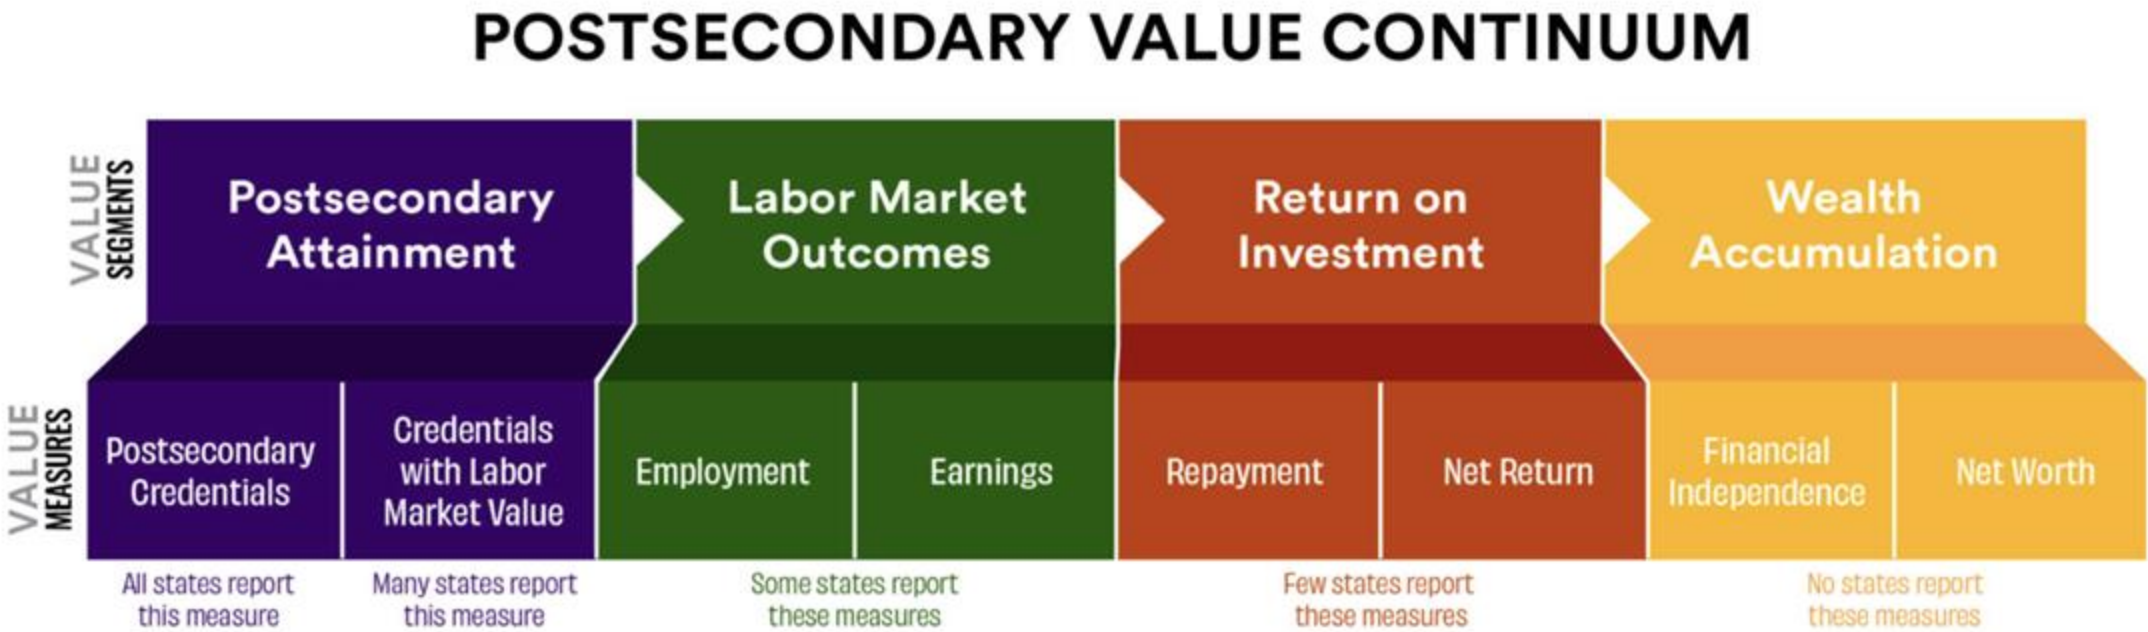 POSTSECONDARY VALUE CONTINUUM
VALUE
SEGMENTS
Postsecondary
Attainment
Labor Market
Outcomes
Return on
Investment
Wealth
Accumulation
VALUE
MEASURES
Postsecondary
Credentials
Credentials
with Labor
Market Value
Employment
Earnings
Repayment
Net Return
Financial
Independence
Net Worth
All states report
this measure
Many states report
this measure
Some states report
these measures
Few states report
these measures
No states report
these measures